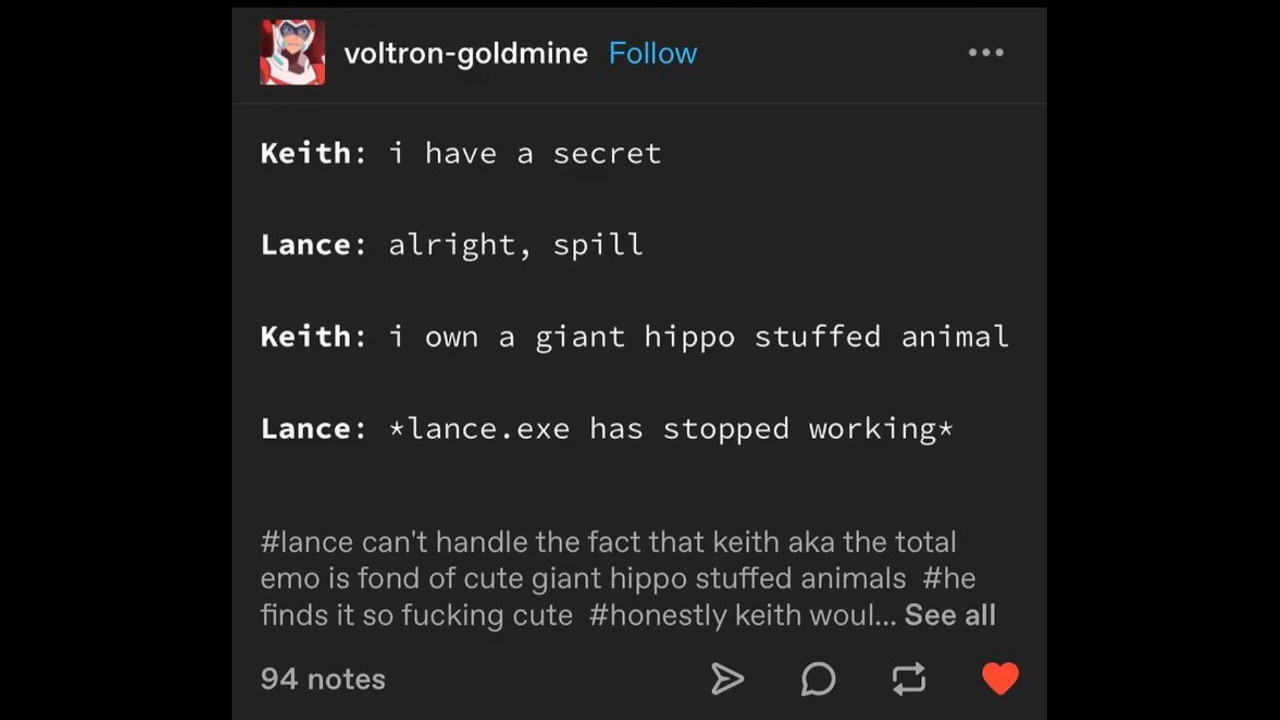 voltron-goldmine Follow
Keith: i have a secret
Lance: alright, spill
Keith: i own a giant hippo stuffed animal
Lance: *lance.exe has stopped working*
#lance can't handle the fact that keith aka the total
emo is fond of cute giant hippo stuffed animals #he
finds it so fucking cute #honestly keith woul... See all
94 notes